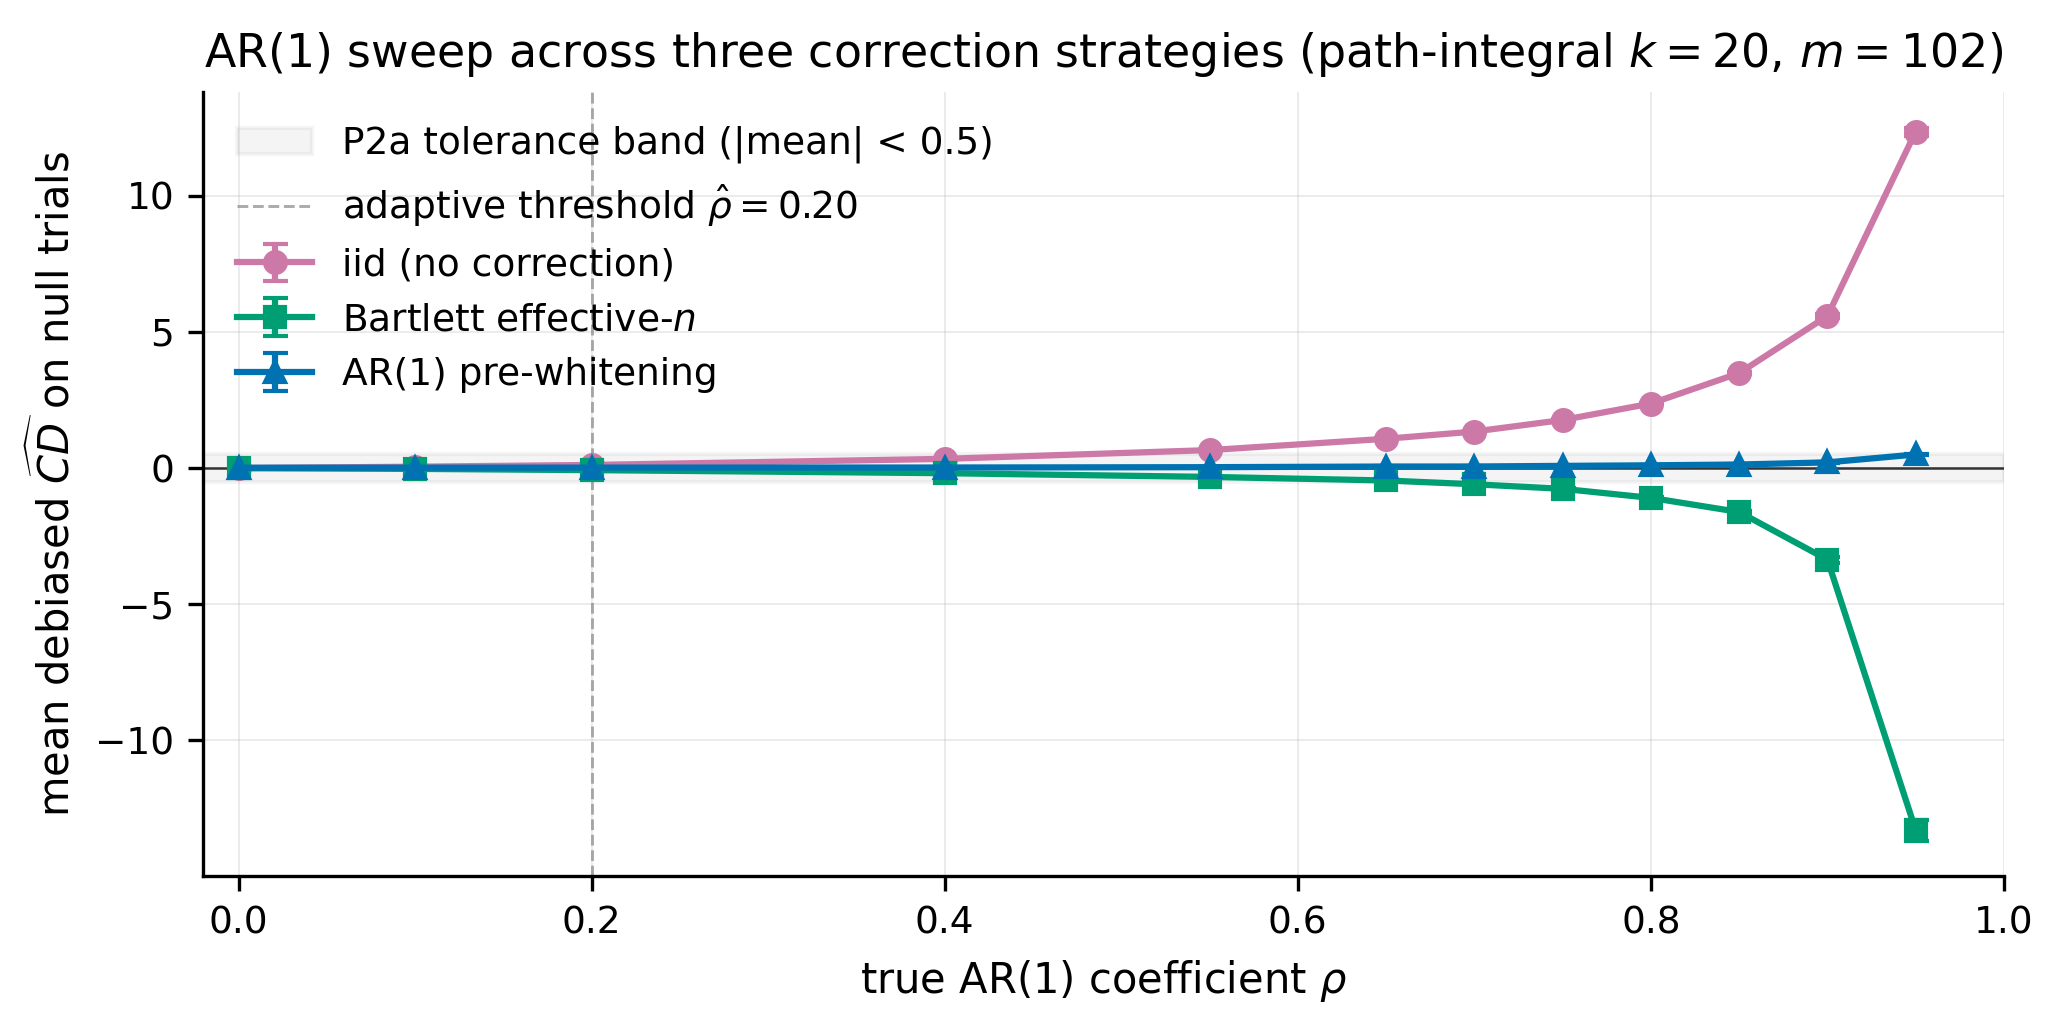 AR(1) sweep across three correction strategies (path-integral k = 20, m = 102)
P2a tolerance band (|mean| < 0.5)
adaptive threshold ρ̂ = 0.20
iid (no correction)
Bartlett effective-n
AR(1) pre-whitening
mean debiased \widehat{CD} on null trials
10
5
0
−5
−10
0.0 0.2 0.4 0.6 0.8 1.0
true AR(1) coefficient ρ